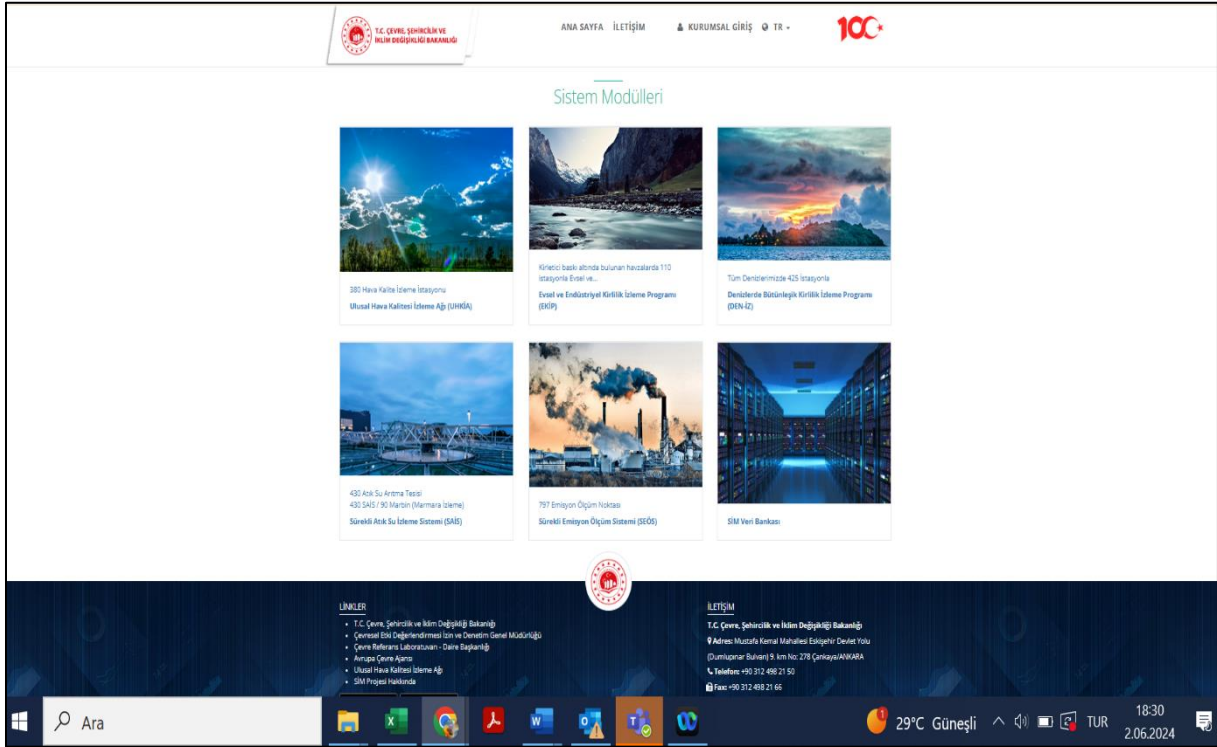 T.C. ÇEVRE, ŞEHİRCİLİK VE
İKLİM DEĞİŞİKLİĞİ BAKANLIĞI
ANA SAYFA İLETİŞİM KURUMSAL GİRİŞ TR
100
Sistem Modülleri
380 Hava Kalite İzleme İstasyonu
Ulusal Hava Kalitesi İzleme Ağı (UHKİA)
Kirletici baskı altında bulunan havzalarda 110
istasyonla Evsel ve...
Evsel ve Endüstriyel Kirlilik İzleme Programı
(EKİP)
Tüm Denizlerimizde 425 İstasyonla
Denizlerde Bütünleşik Kirlilik İzleme Programı
(DEN-İZ)
430 Atık Su Arıtma Tesisi
430 SAİS / 90 Marbin (Marmara İzleme)
Sürekli Atık Su İzleme Sistemi (SAİS)
797 Emisyon Ölçüm Noktası
Sürekli Emisyon Ölçüm Sistemi (SEÖS)
SİM Veri Bankası
LİNKLER
T.C. Çevre, Şehircilik ve İklim Değişikliği Bakanlığı
Çevresel Etki Değerlendirmesi İzin ve Denetim Genel Müdürlüğü
Çevre Referans Laboratuvarı - Daire Başkanlığı
Avrupa Çevre Ajansı
Ulusal Hava Kalitesi İzleme Ağı
SİM Projesi Hakkında
İLETİŞİM
T.C. Çevre, Şehircilik ve İklim Değişikliği Bakanlığı
Adres: Mustafa Kemal Mahallesi Eskişehir Devlet Yolu
(Dumlupınar Bulvarı) 9. km No: 278 Çankaya/ANKARA
Telefon: +90 312 498 21 50
Fax: +90 312 498 21 66
Ara
1
29°C Güneşli
TUR
18:30
2.06.2024